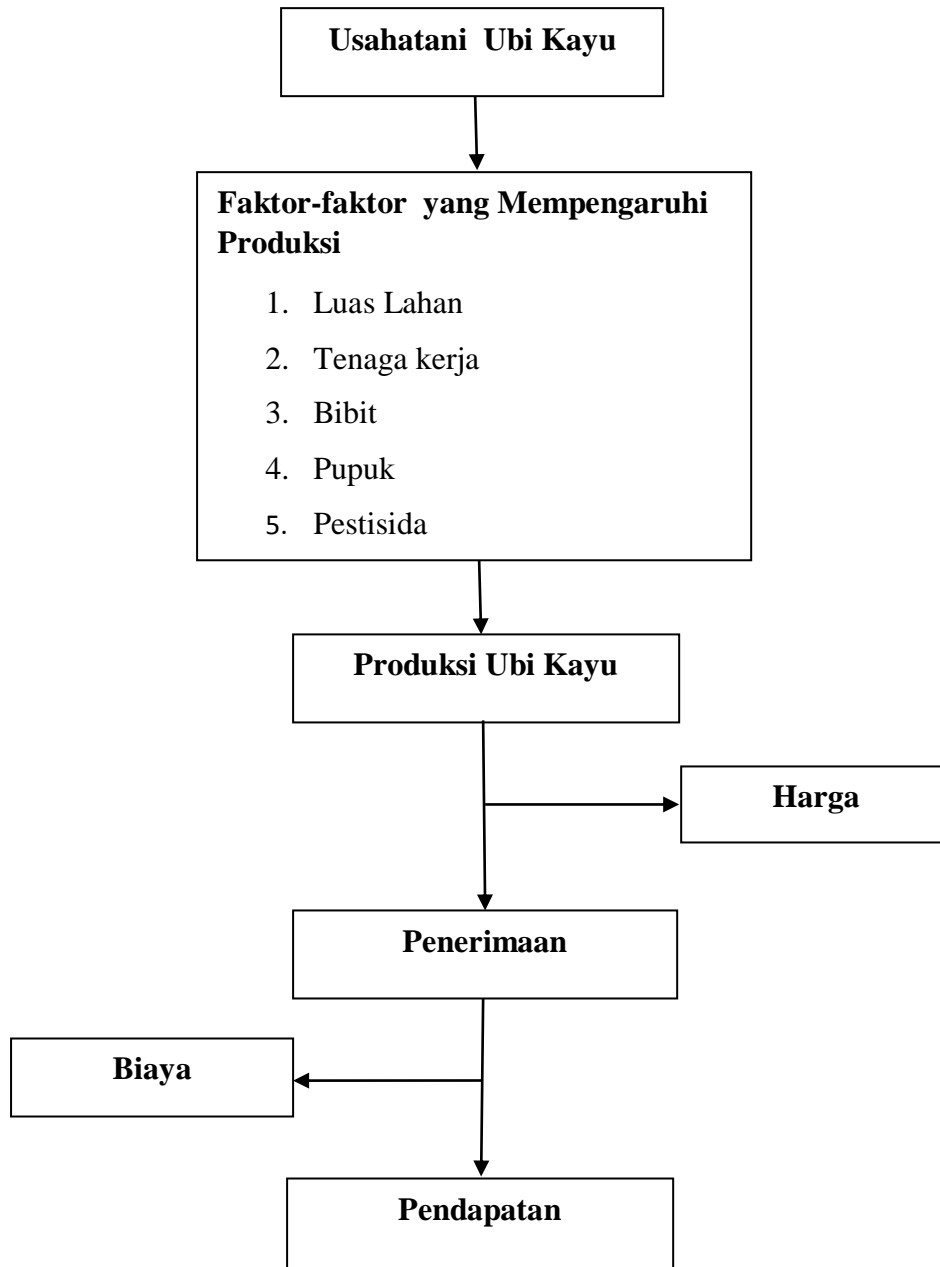 Usahatani Ubi Kayu
Faktor-faktor yang Mempengaruhi
Produksi
1. Luas Lahan
2. Tenaga kerja
3. Bibit
4. Pupuk
5. Pestisida
Produksi Ubi Kayu
Harga
Penerimaan
Biaya
Pendapatan